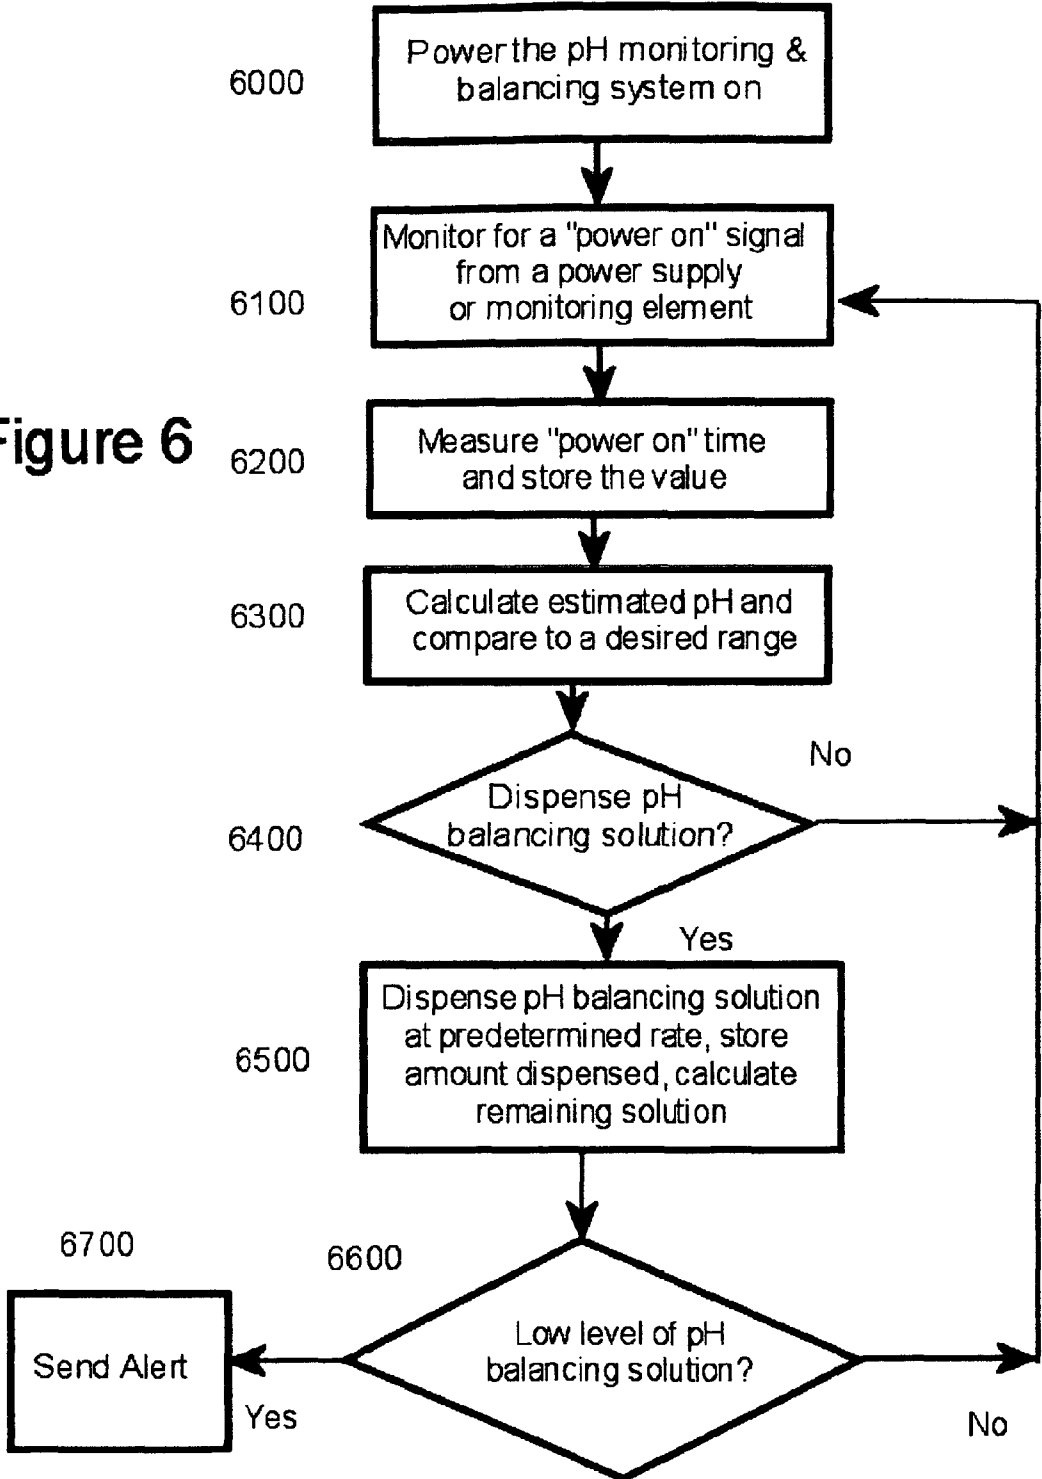 6000
Power the pH monitoring &
balancing system on
6100
Monitor for a "power on" signal
from a power supply
or monitoring element
Figure 6
6200
Measure "power on" time
and store the value
6300
Calculate estimated pH and
compare to a desired range
No
6400
Dispense pH
balancing solution?
Yes
6500
Dispense pH balancing solution
at predetermined rate, store
amount dispensed, calculate
remaining solution
6700
6600
Send Alert
Low level of pH
balancing solution?
Yes
No